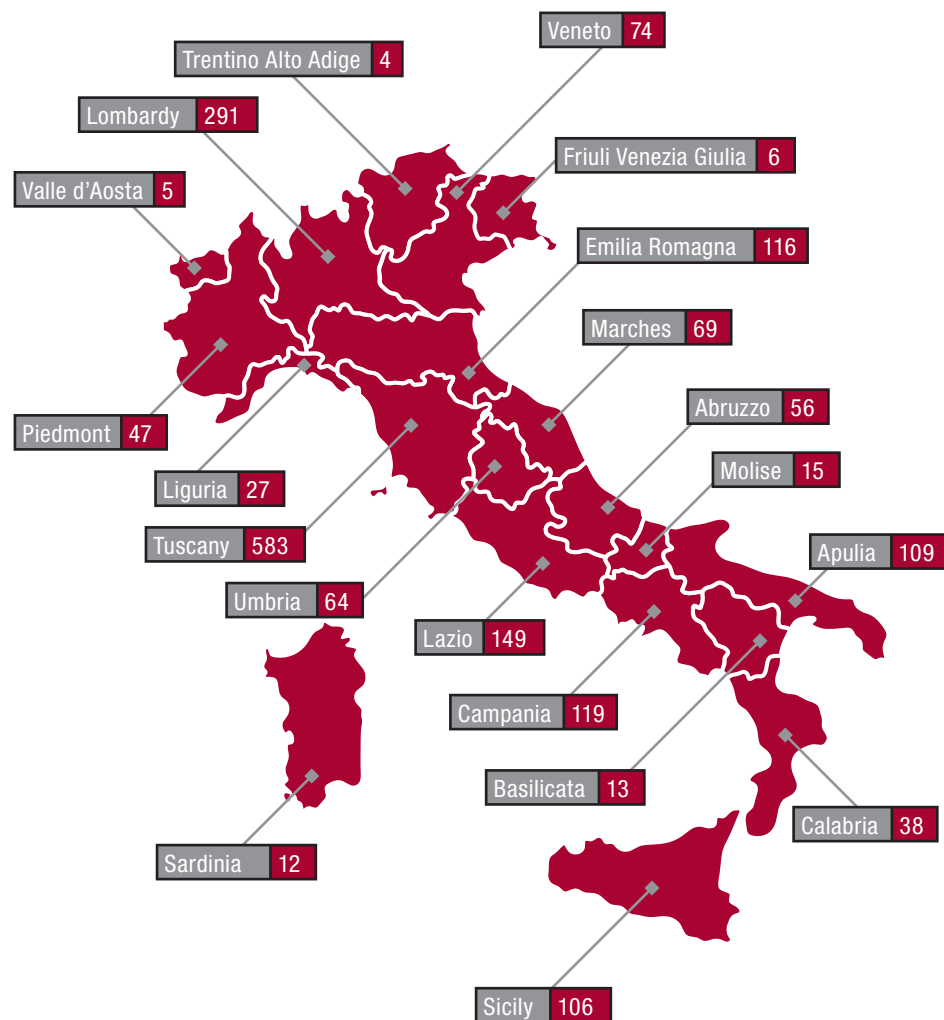 Veneto 74
Trentino Alto Adige 4
Lombardy 291
Friuli Venezia Giulia 6
Valle d'Aosta 5
Emilia Romagna 116
Marches 69
Abruzzo 56
Piedmont 47
Molise 15
Liguria 27
Tuscany 583
Apulia 109
Umbria 64
Lazio 149
Campania 119
Basilicata 13
Calabria 38
Sardinia 12
Sicily 106